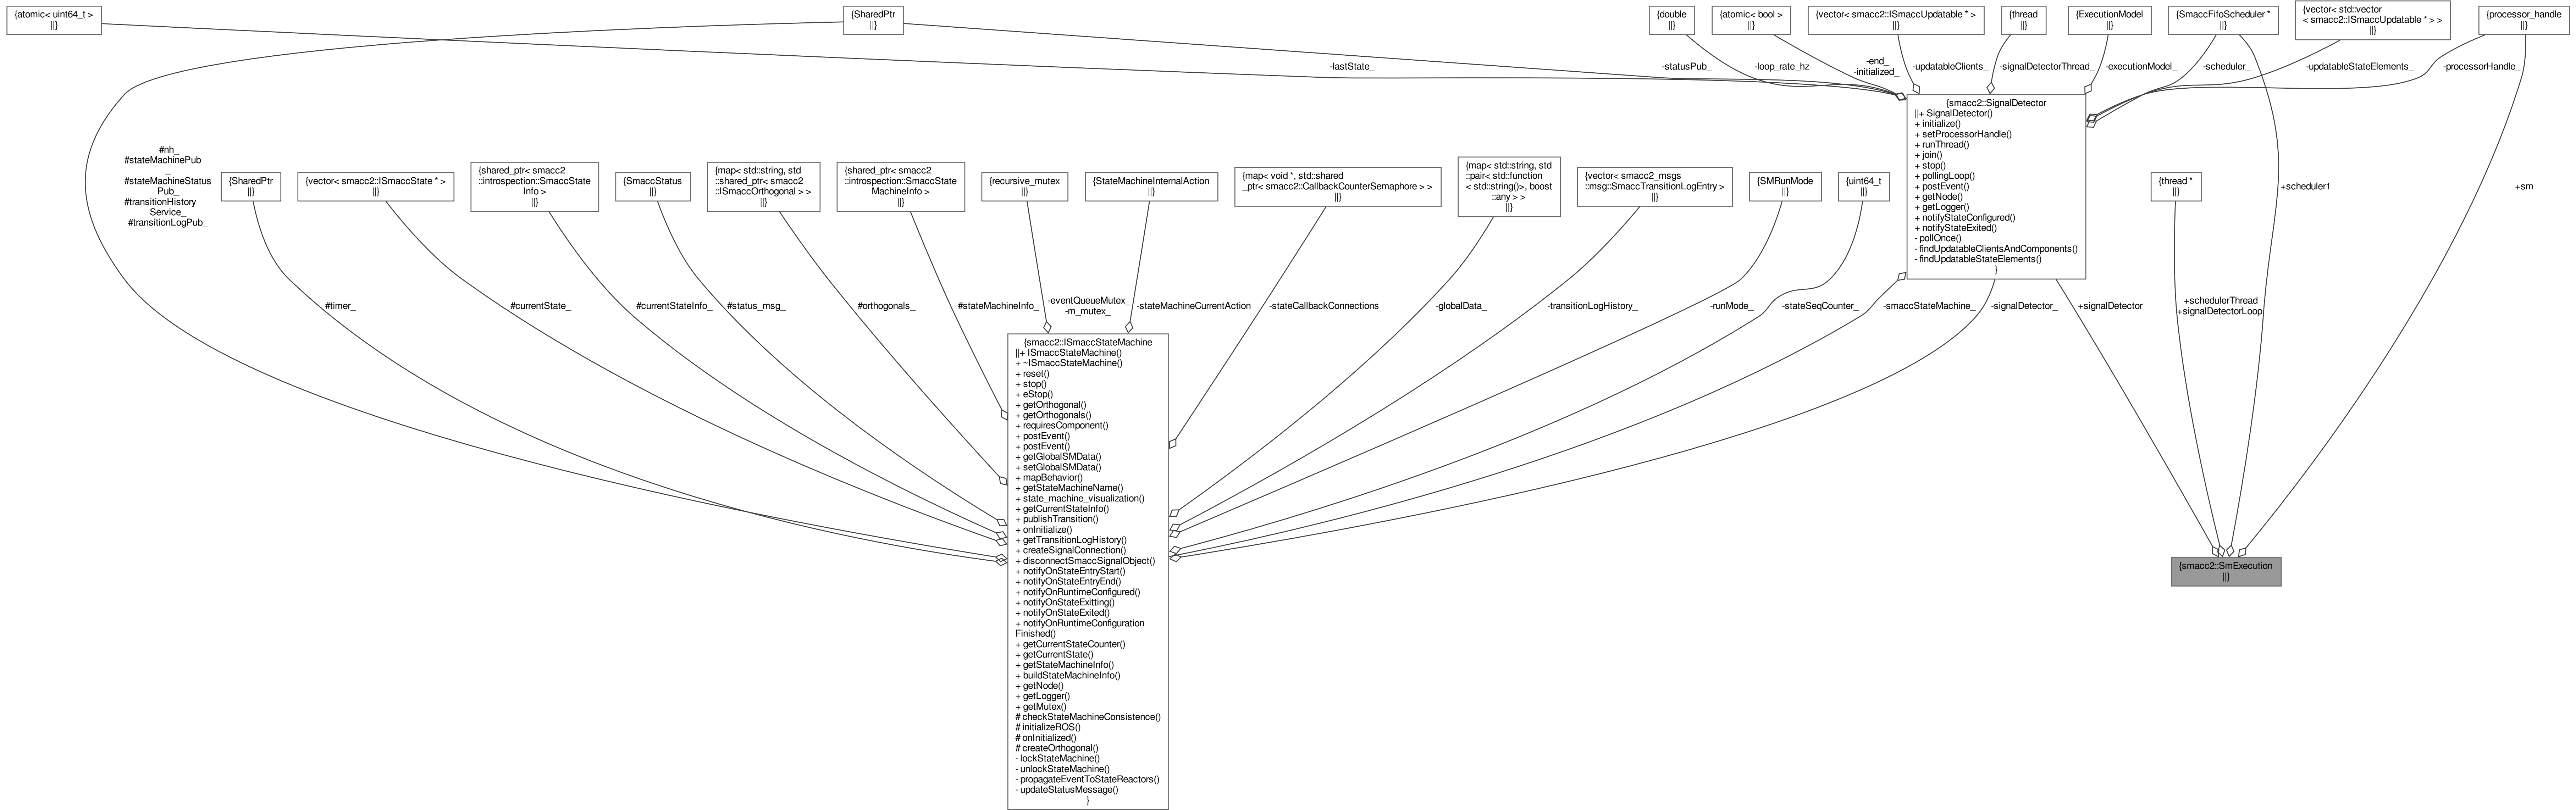 {atomic< uint64_t >
||}
{SharedPtr
||}
{double
||}
{atomic< bool >
||}
{vector< smacc2::ISmaccUpdatable * >
||}
{thread
||}
{ExecutionModel
||}
{SmaccFifoScheduler *
||}
{vector< std::vector
< smacc2::ISmaccUpdatable * > >
||}
{processor_handle
||}
-lastState_
-statusPub_
-loop_rate_hz
-end_
-initialized_
-updatableClients_
-signalDetectorThread_
-executionModel_
-scheduler_
-updatableStateElements_
-processorHandle_
{smacc2::SignalDetector
||+ SignalDetector()
+ initialize()
+ setProcessorHandle()
+ runThread()
+ join()
+ stop()
+ pollingLoop()
+ postEvent()
+ getNode()
+ getLogger()
+ notifyStateConfigured()
+ notifyStateExited()
- pollOnce()
- findUpdatableClientsAndComponents()
- findUpdatableStateElements()
}
#nh_
#stateMachinePub
_
#stateMachineStatus
Pub_
#transitionHistory
Service_
#transitionLogPub_
{SharedPtr
||}
{vector< smacc2::ISmaccState * >
||}
{shared_ptr< smacc2
::introspection::SmaccState
Info >
||}
{SmaccStatus
||}
{map< std::string, std
::shared_ptr< smacc2
::ISmaccOrthogonal > >
||}
{shared_ptr< smacc2
::introspection::SmaccState
MachineInfo >
||}
{recursive_mutex
||}
{StateMachineInternalAction
||}
{map< void *, std::shared
_ptr< smacc2::CallbackCounterSemaphore > >
||}
{map< std::string, std
::pair< std::function
< std::string()>, boost
::any > >
||}
{vector< smacc2_msgs
::msg::SmaccTransitionLogEntry >
||}
{SMRunMode
||}
{uint64_t
||}
{thread *
||}
+scheduler1
+sm
#timer_
#currentState_
#currentStateInfo_
#status_msg_
#orthogonals_
#stateMachineInfo_
-eventQueueMutex_
-m_mutex_
-stateMachineCurrentAction
-stateCallbackConnections
-globalData_
-transitionLogHistory_
-runMode_
-stateSeqCounter_
-smaccStateMachine_
-signalDetector_
+signalDetector
+schedulerThread
+signalDetectorLoop
{smacc2::ISmaccStateMachine
||+ ISmaccStateMachine()
+ ~ISmaccStateMachine()
+ reset()
+ stop()
+ eStop()
+ getOrthogonal()
+ getOrthogonals()
+ requiresComponent()
+ postEvent()
+ postEvent()
+ getGlobalSMData()
+ setGlobalSMData()
+ mapBehavior()
+ getStateMachineName()
+ state_machine_visualization()
+ getCurrentStateInfo()
+ publishTransition()
+ onInitialize()
+ getTransitionLogHistory()
+ createSignalConnection()
+ disconnectSmaccSignalObject()
+ notifyOnStateEntryStart()
+ notifyOnStateEntryEnd()
+ notifyOnRuntimeConfigured()
+ notifyOnStateExitting()
+ notifyOnStateExited()
+ notifyOnRuntimeConfiguration
Finished()
+ getCurrentStateCounter()
+ getCurrentState()
+ getStateMachineInfo()
+ buildStateMachineInfo()
+ getNode()
+ getLogger()
+ getMutex()
# checkStateMachineConsistence()
# initializeROS()
# onInitialized()
# createOrthogonal()
- lockStateMachine()
- unlockStateMachine()
- propagateEventToStateReactors()
- updateStatusMessage()
}
{smacc2::SmExecution
||}